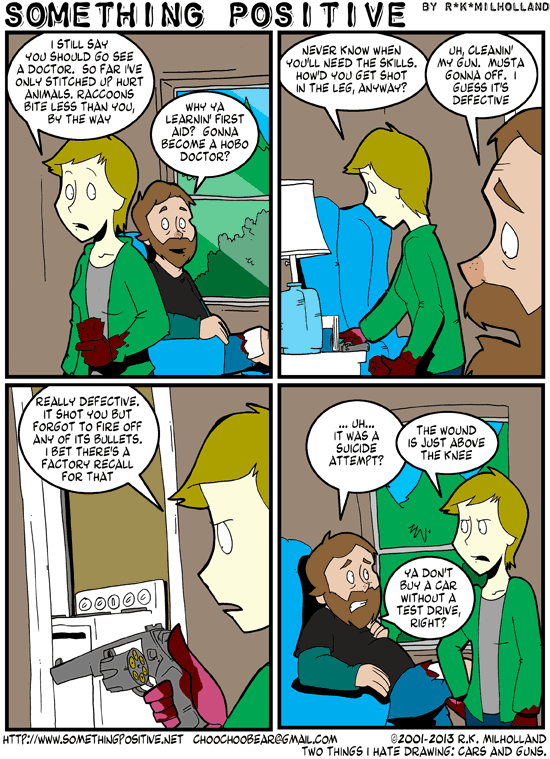 SOMETHING POSITIVE BY R*K*MILHOLLAND
I STILL SAY
YOU SHOULD GO SEE
A DOCTOR. SO FAR I'VE
ONLY STITCHED UP HURT
ANIMALS. RACCOONS
BITE LESS THAN YOU,
BY THE WAY
WHY YA
LEARNIN' FIRST
AID? GONNA
BECOME A HOBO
DOCTOR?
NEVER KNOW WHEN
YOU'LL NEED THE SKILLS.
HOW'D YOU GET SHOT
IN THE LEG, ANYWAY?
UH, CLEANIN'
MY GUN. MUSTA
GONNA OFF. I
GUESS IT'S
DEFECTIVE
REALLY DEFECTIVE.
IT SHOT YOU BUT
FORGOT TO FIRE OFF
ANY OF ITS BULLETS.
I BET THERE'S A
FACTORY RECALL
FOR THAT
... UH...
IT WAS A
SUICIDE
ATTEMPT?
THE WOUND
IS JUST ABOVE
THE KNEE
YA DON'T
BUY A CAR
WITHOUT A
TEST DRIVE,
RIGHT?
HTTP://WWW.SOMETHINGPOSITIVE.NET CHOOCHOOBEAR@GMAIL.COM ©2001-2013 R.K. MILHOLLAND
TWO THINGS I HATE DRAWING: CARS AND GUNS.